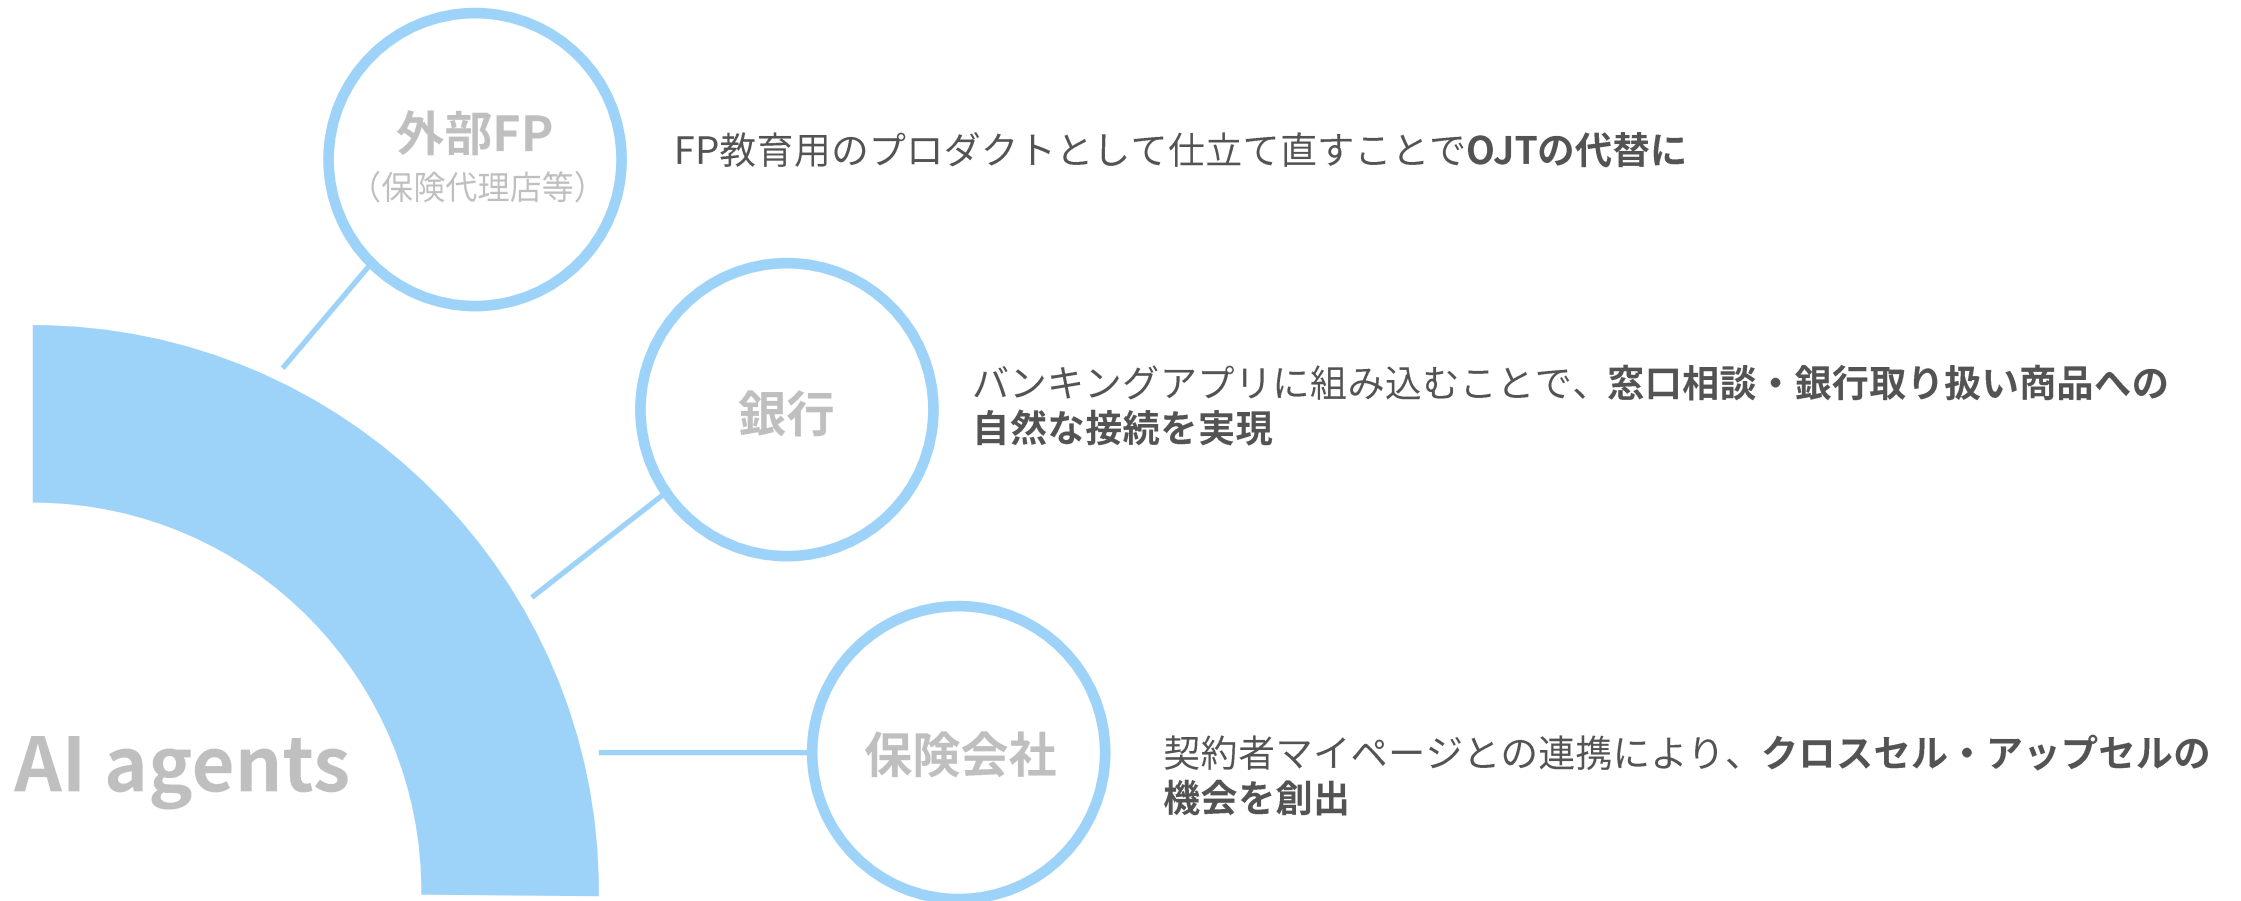 外部FP
（保険代理店等）
FP教育用のプロダクトとして仕立て直すことでOJTの代替に
銀行
バンキングアプリに組み込むことで、窓口相談・銀行取り扱い商品への
自然な接続を実現
AI agents
保険会社
契約者マイページとの連携により、クロスセル・アップセルの
機会を創出